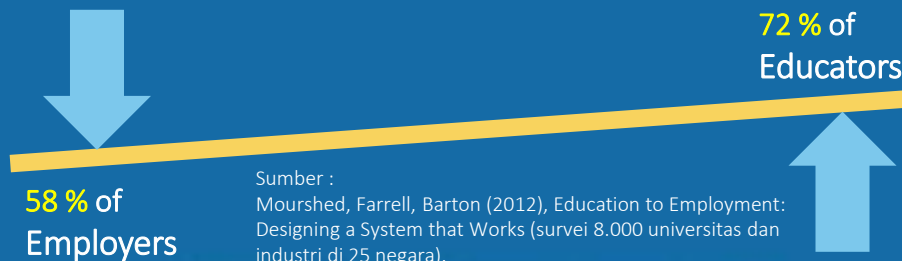 72 % of
Educators
58 % of
Employers
Sumber :
Mourshed, Farrell, Barton (2012), Education to Employment:
Designing a System that Works (survei 8.000 universitas dan
industri di 25 negara).